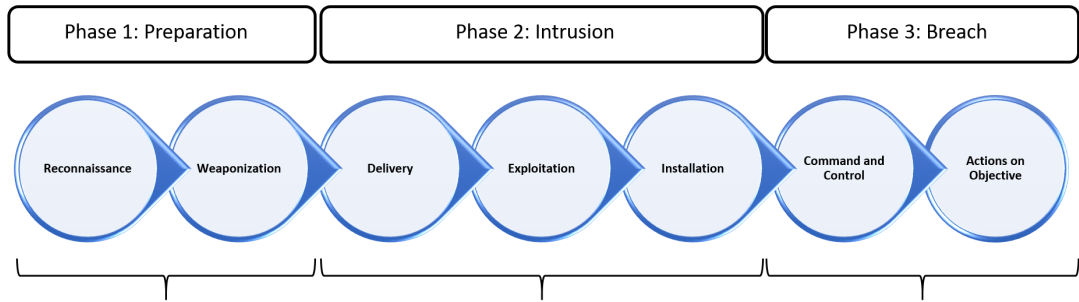 Phase 1: Preparation
Phase 2: Intrusion
Phase 3: Breach
Reconnaissance
Weaponization
Delivery
Exploitation
Installation
Command and
Control
Actions on
Objective